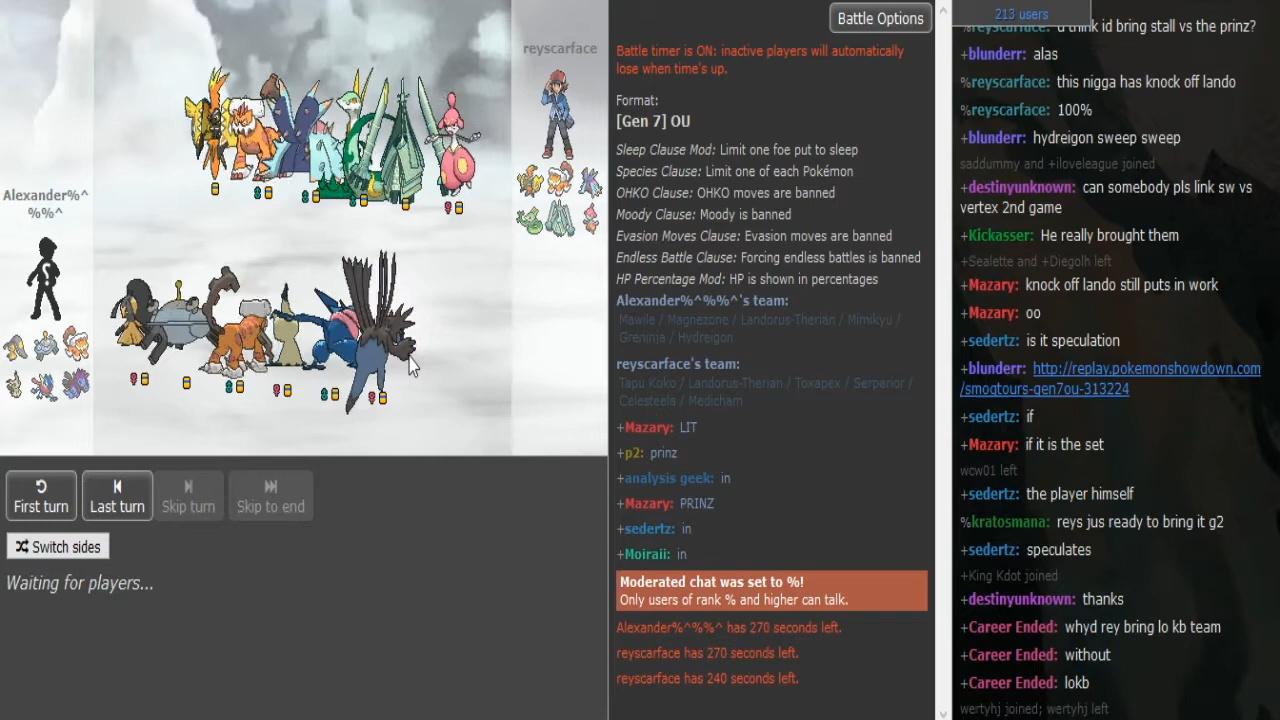 Alexander%^
%%^
reyscarface
First turn
Last turn
Skip turn
Skip to end
Switch sides
Waiting for players...
Battle Options
Battle timer is ON: inactive players will automatically
lose when time's up.
Format:
[Gen 7] OU
Sleep Clause Mod: Limit one foe put to sleep
Species Clause: Limit one of each Pokémon
OHKO Clause: OHKO moves are banned
Moody Clause: Moody is banned
Evasion Moves Clause: Evasion moves are banned
Endless Battle Clause: Forcing endless battles is banned
HP Percentage Mod: HP is shown in percentages
Alexander%^%%^'s team:
Mawile / Magnezone / Landorus-Therian / Mimikyu /
Greninja / Hydreigon
reyscarface's team:
Tapu Koko / Landorus-Therian / Toxapex / Serperior /
Celesteela / Medicham
+Mazary: LIT
+p2: prinz
+analysis geek: in
+Mazary: PRINZ
+sedertz: in
+Moiraii: in
Moderated chat was set to %!
Only users of rank % and higher can talk.
Alexander%^%%^ has 270 seconds left.
reyscarface has 270 seconds left.
reyscarface has 240 seconds left.
213 users
%reyscarface: u think id bring stall vs the prinz?
+blunderr: alas
%reyscarface: this nigga has knock off lando
%reyscarface: 100%
+blunderr: hydreigon sweep sweep
saddummy and +iloveleague joined
+destinyunknown: can somebody pls link sw vs
vertex 2nd game
+Kickasser: He really brought them
+Sealette and +Diegolh left
+Mazary: knock off lando still puts in work
+Mazary: oo
+sedertz: is it speculation
+blunderr: http://replay.pokemonshowdown.com
/smogtours-gen7ou-313224
+sedertz: if
+Mazary: if it is the set
wcw01 left
+sedertz: the player himself
%kratosmana: reys jus ready to bring it g2
+sedertz: speculates
+King Kdot joined
+destinyunknown: thanks
+Career Ended: whyd rey bring lo kb team
+Career Ended: without
+Career Ended: lokb
wertyhj joined; wertyhj left